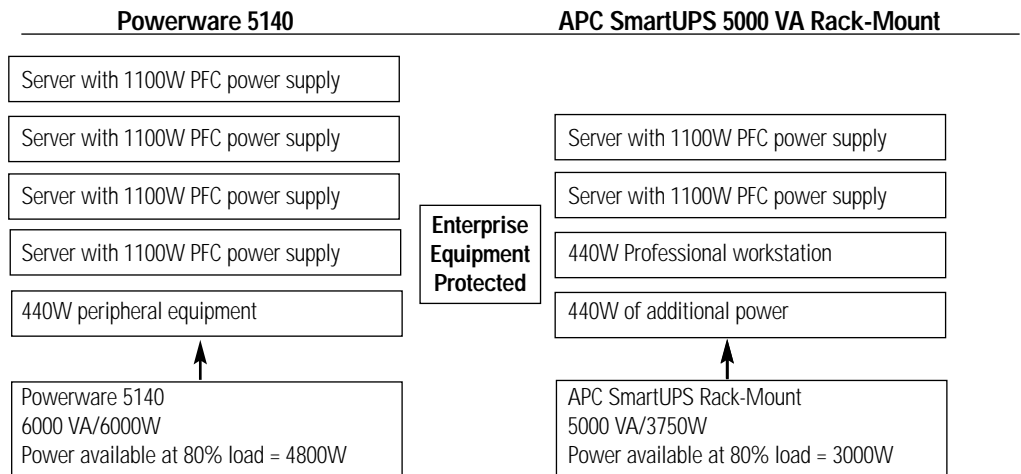 Powerware 5140
APC SmartUPS 5000 VA Rack-Mount
Server with 1100W PFC power supply
Server with 1100W PFC power supply
Server with 1100W PFC power supply
Server with 1100W PFC power supply
440W peripheral equipment
Powerware 5140
6000 VA/6000W
Power available at 80% load = 4800W
Enterprise
Equipment
Protected
Server with 1100W PFC power supply
Server with 1100W PFC power supply
440W Professional workstation
440W of additional power
APC SmartUPS Rack-Mount
5000 VA/3750W
Power available at 80% load = 3000W